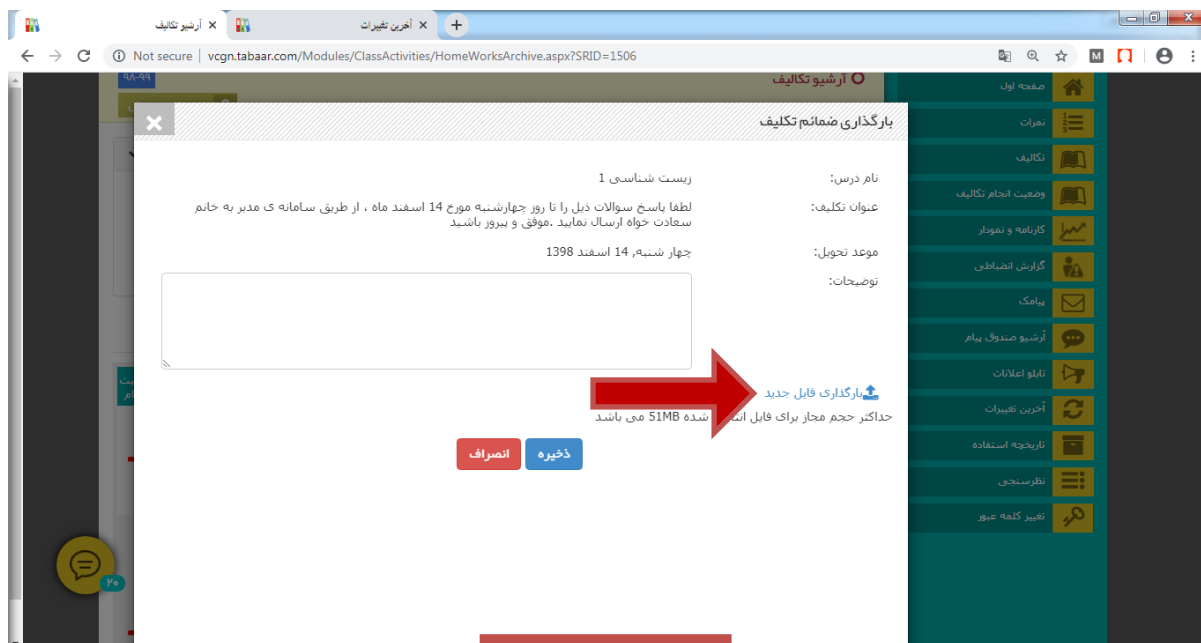 آرشیو تکالیف
آخرین تغییرات
Not secure
vcgn.tabaar.com/Modules/ClassActivities/HomeWorksArchive.aspx?SRID=1506
M
۹۸-۹۹
آرشیو تکالیف
بارگذاری ضمائم تکلیف
نام درس:
زیست شناسی 1
عنوان تکلیف:
لطفا پاسخ سوالات ذیل را تا روز چهارشنبه مورخ 14 اسفند ماه ، از طریق سامانه ی مدبر به خانم
سعادت خواه ارسال نمایید .موفق و پیروز باشید
موعد تحویل:
چهار شنبه, 14 اسفند 1398
توضیحات:
بارگذاری فایل جدید
حداکثر حجم مجاز برای فایل شده 51MB می باشد
ذخیره
انصراف
صفحه اول
نمرات
تکالیف
وضعیت انجام تکالیف
کارنامه و نمودار
گزارش انضباطی
پیامک
آرشیو صندوق پیام
تابلو اعلانات
آخرین تغییرات
تاریخچه استفاده
نظرسنجی
تغییر کلمه عبور
۲۰